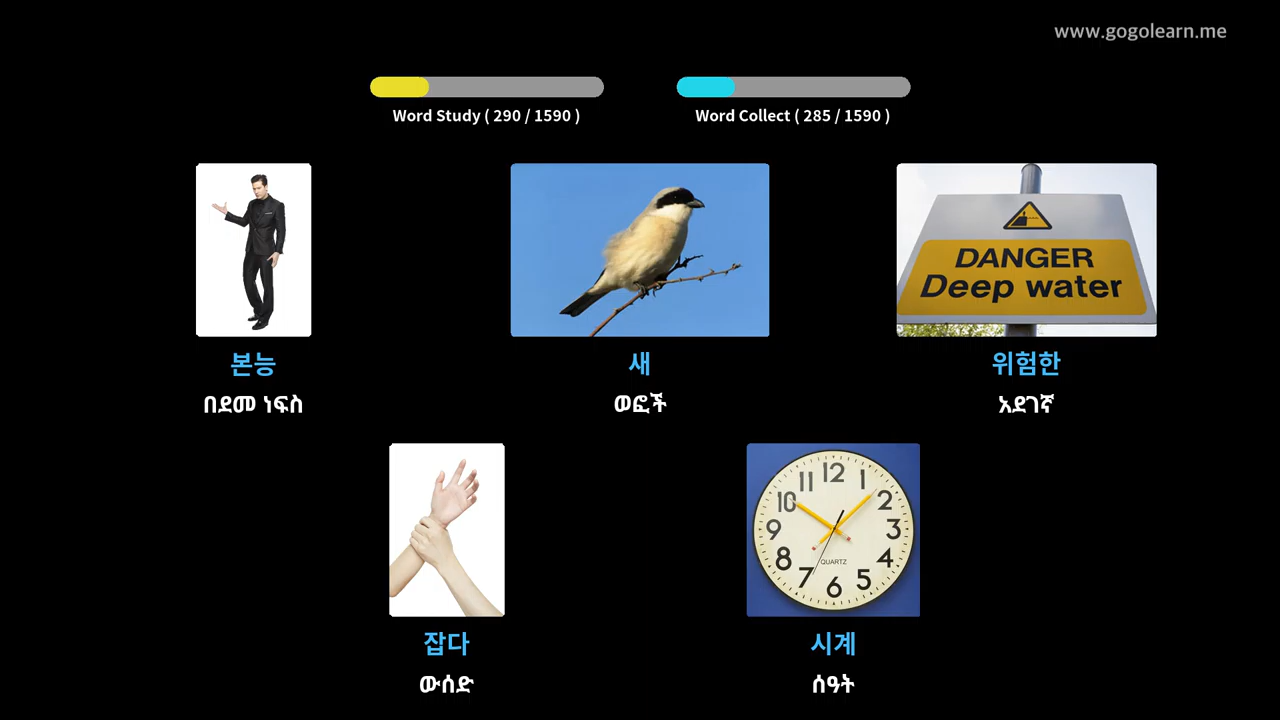 www.gogolearn.me
Word Study ( 290 / 1590 )
Word Collect ( 285 / 1590 )
DANGER
Deep water
본능
새
위험한
በደመ ነፍስ
ወፎች
አደገኛ
12
1
2
3
4
5
6
7
8
9
10
11
QUARTZ
잡다
시계
ውሰድ
ሰዓት